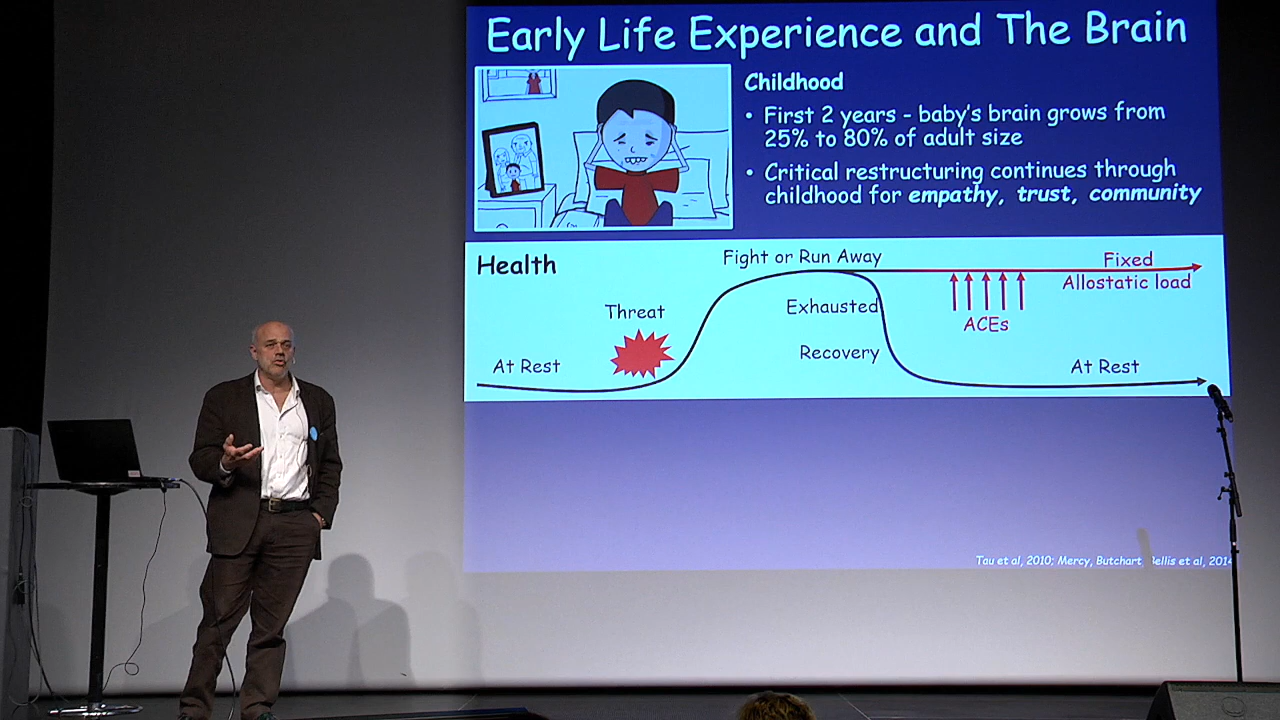 Early Life Experience and The Brain
Childhood
• First 2 years - baby's brain grows from
25% to 80% of adult size
• Critical restructuring continues through
childhood for empathy, trust, community
Health
Fight or Run Away
Fixed
Allostatic load
Threat
Exhausted
ACEs
Recovery
At Rest
At Rest
Tau et al, 2010; Mercy, Butchart ellis et al, 2014